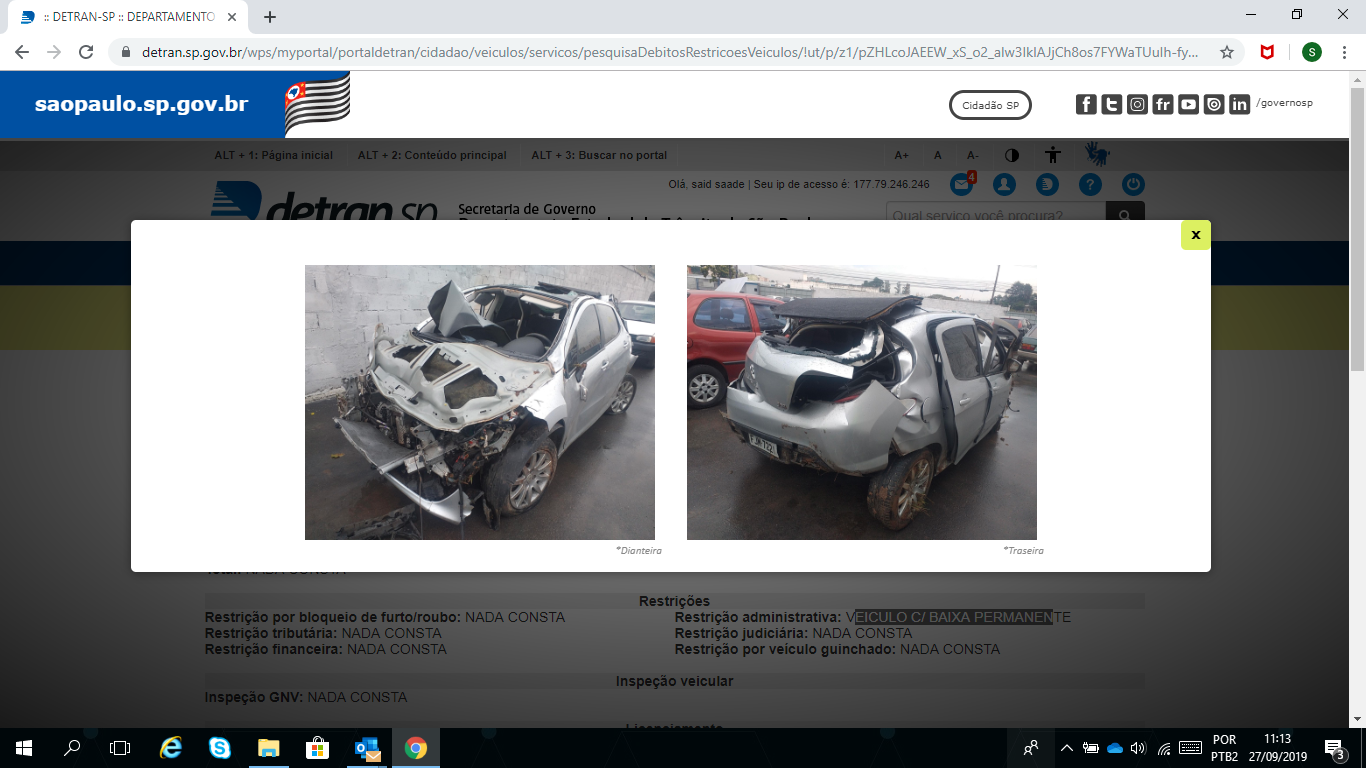 :: DETRAN-SP :: DEPARTAMENTO
detran.sp.gov.br/wps/myportal/portaldetran/cidadao/veiculos/servicos/pesquisaDebitosRestricoesVeiculos/!ut/p/z1/pZHLcoJAEEW_xS_o2_alw3IklAJjCh8os7FYWaTUulh-fy...
S
saopaulo.sp.gov.br
Cidadão SP
/governosp
ALT + 1: Página inicial ALT + 2: Conteúdo principal ALT + 3: Buscar no portal A+ A A-
Olá, said saade | Seu ip de acesso é: 177.79.246.246
4
detran.sp
Secretaria de Governo
Qual serviço você procura?
x
*Dianteira
*Traseira
Restrições
Restrição por bloqueio de furto/roubo: NADA CONSTA
Restrição administrativa: VEICULO C/ BAIXA PERMANENTE
Restrição tributária: NADA CONSTA
Restrição judiciária: NADA CONSTA
Restrição financeira: NADA CONSTA
Restrição por veículo guinchado: NADA CONSTA
Inspeção veicular
Inspeção GNV: NADA CONSTA
POR
PTB2
11:13
27/09/2019
3